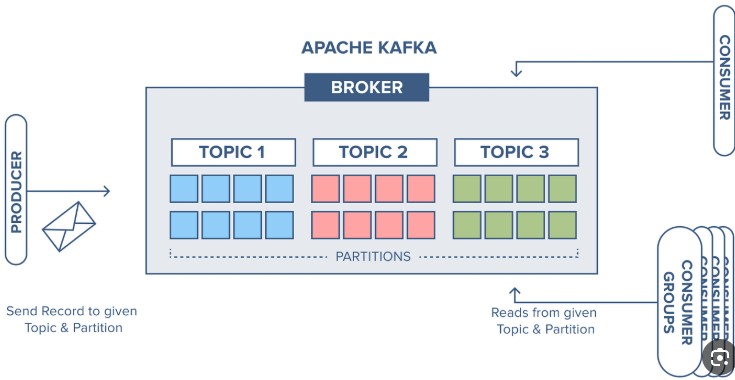 APACHE KAFKA
BROKER
CONSUMER
PRODUCER
TOPIC 1
TOPIC 2
TOPIC 3
PARTITIONS
Send Record to given
Topic & Partition
Reads from given
Topic & Partition
CONSUMER
GROUPS
CONSUMER
CONSUMER
CONSUMER